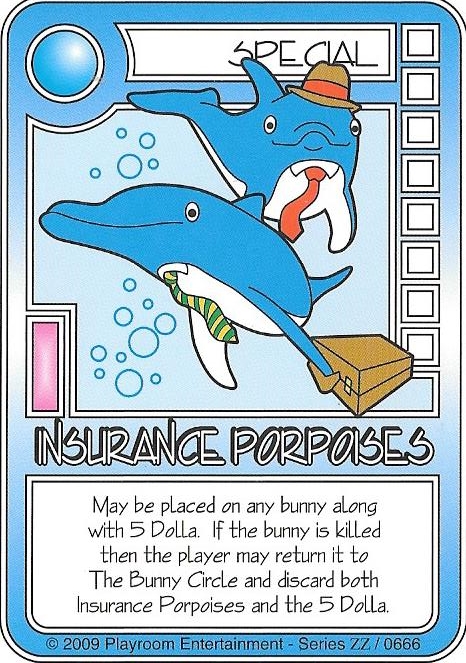 SPECIAL
INSURANCE PORPOISES
May be placed on any bunny along
with 5 Dolla. If the bunny is killed
then the player may return it to
The Bunny Circle and discard both
Insurance Porpoises and the 5 Dolla.
© 2009 Playroom Entertainment - Series ZZ / 0666